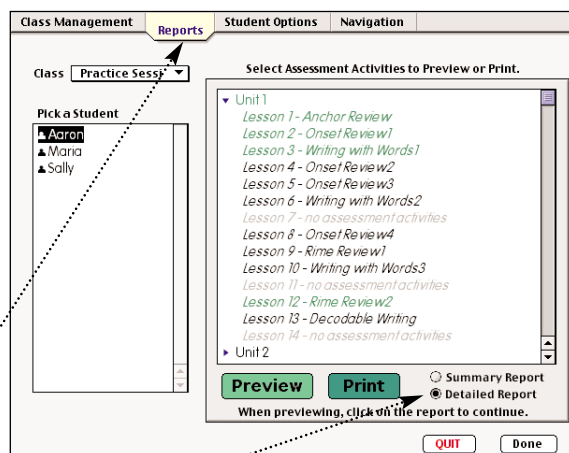 Class Management Reports Student Options Navigation
Class Practice Sessi
Select Assessment Activities to Preview or Print.
Pick a Student
Aaron
Maria
Sally
Unit 1
Lesson 1 - Anchor Review
Lesson 2 - Onset Review1
Lesson 3 - Writing with Words1
Lesson 4 - Onset Review2
Lesson 5 - Onset Review3
Lesson 6 - Writing with Words2
Lesson 7 - no assessment activities
Lesson 8 - Onset Review4
Lesson 9 - Rime Review1
Lesson 10 - Writing with Words3
Lesson 11 - no assessment activities
Lesson 12 - Rime Review2
Lesson 13 - Decodable Writing
Lesson 14 - no assessment activities
Unit 2
Preview Print
Summary Report
Detailed Report
When previewing, click on the report to continue.
QUIT Done